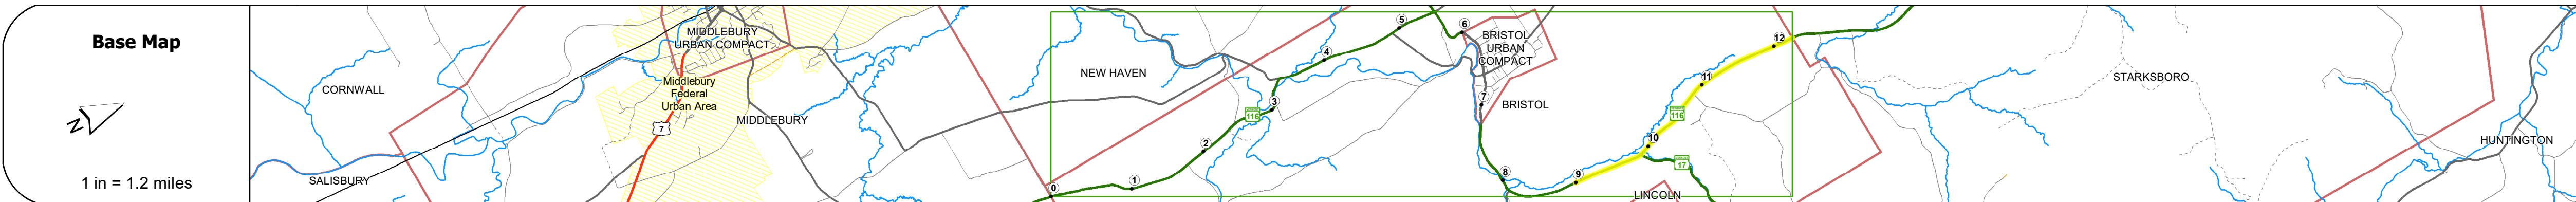 Base Map
N
1 in = 1.2 miles
CORNWALL
SALISBURY
MIDDLEBURY
URBAN COMPACT
Middlebury
Federal
Urban Area
7
MIDDLEBURY
NEW HAVEN
0
1
2
116
3
4
5
6
BRISTOL
URBAN
COMPACT
7
BRISTOL
8
9
10
116
11
12
17
LINCOLN
STARKSBORO
HUNTINGTON